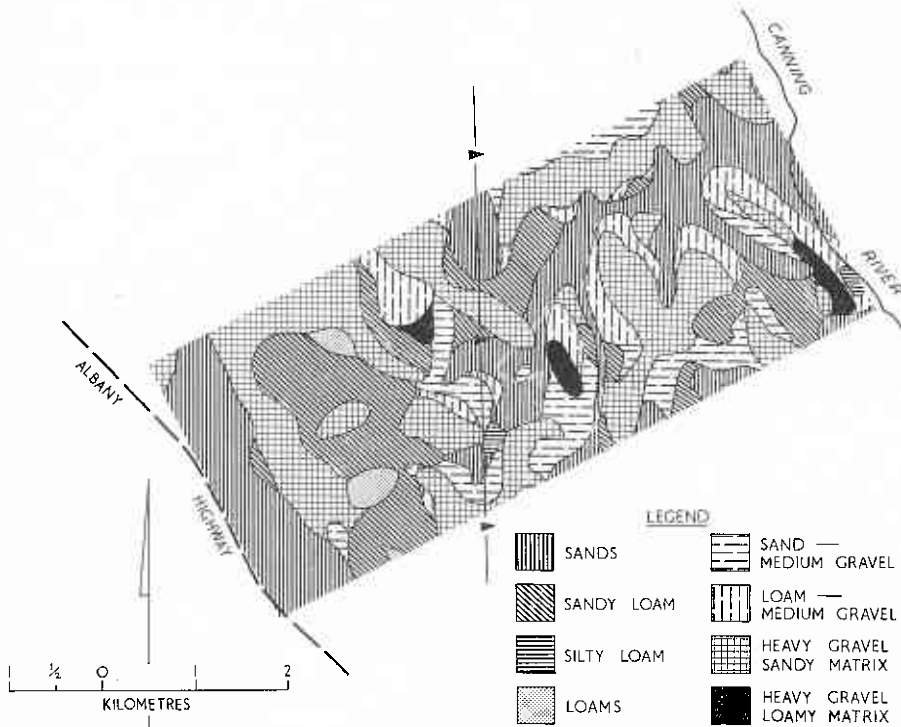 CANNING
RIVER
ALBANY
HIGHWAY
LEGEND
SANDS
SANDY LOAM
SILTY LOAM
LOAMS
SAND —
MEDIUM GRAVEL
LOAM —
MEDIUM GRAVEL
HEAVY GRAVEL
SANDY MATRIX
HEAVY GRAVEL
LOAMY MATRIX
1 ½ 0 1 2
KILOMETRES